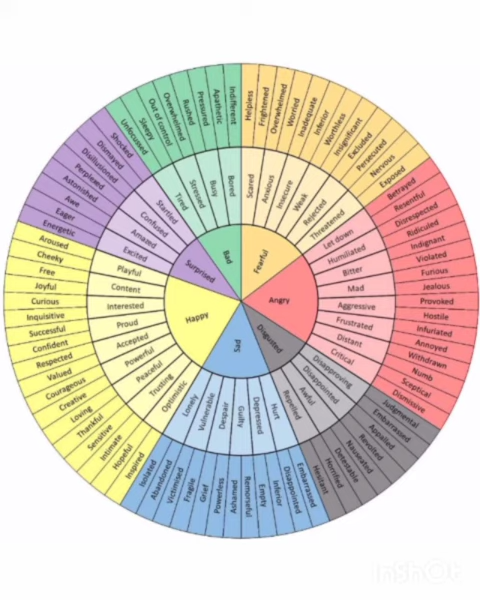 Bad
Fearful
Angry
Disgusted
Sad
Happy
Surprised
Bored
Busy
Stressed
Tired
Scared
Anxious
Insecure
Weak
Rejected
Threatened
Let down
Humiliated
Bitter
Mad
Aggressive
Frustrated
Distant
Critical
Disapproving
Disappointed
Awful
Repelled
Hurt
Depressed
Guilty
Despair
Vulnerable
Lonely
Optimistic
Trusting
Peaceful
Powerful
Accepted
Proud
Interested
Content
Playful
Excited
Amazed
Confused
Startled
Helpless
Frightened
Overwhelmed
Worried
Inadequate
Inferior
Worthless
Insignificant
Excluded
Persecuted
Nervous
Exposed
Betrayed
Resentful
Disrespected
Ridiculed
Indignant
Violated
Furious
Jealous
Provoked
Hostile
Infuriated
Annoyed
Withdrawn
Numb
Sceptical
Dismissive
Judgmental
Embarrassed
Appalled
Revolted
Nauseated
Detestable
Horrified
Hesitant
Embarrassed
Disappointed
Inferior
Empty
Remorseful
Ashamed
Powerless
Grief
Fragile
Victimised
Abandoned
Isolated
Inspired
Hopeful
Intimate
Sensitive
Thankful
Loving
Creative
Courageous
Valued
Respected
Confident
Successful
Inquisitive
Curious
Joyful
Free
Cheeky
Aroused
Energetic
Eager
Awe
Astonished
Perplexed
Disillusioned
Dismayed
Shocked
Unfocussed
Sleepy
Out of control
Overwhelmed
Rushed
Pressured
Apathetic
Indifferent
InShOt